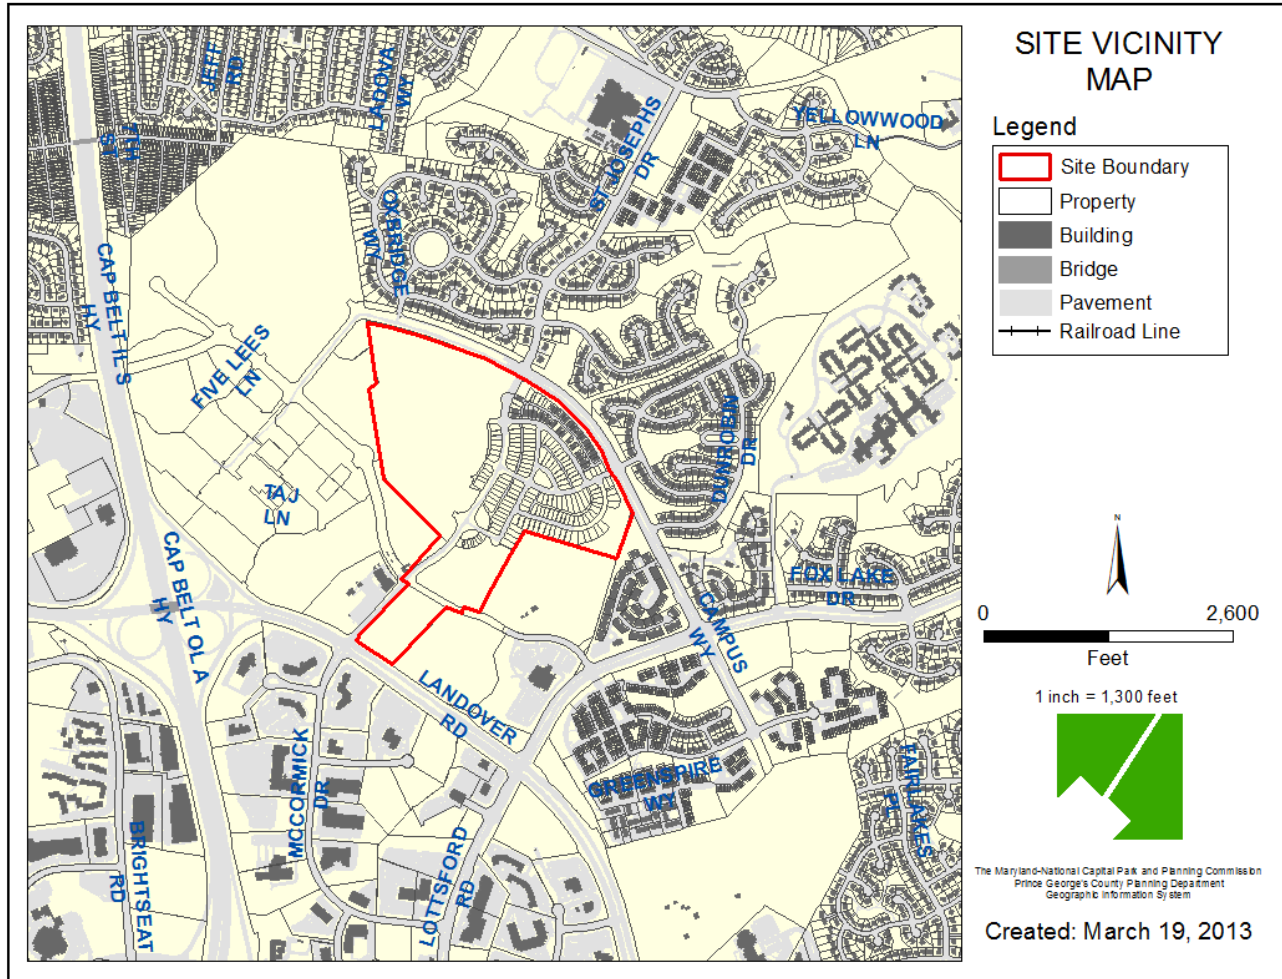 SITE VICINITY
MAP
Legend
Site Boundary
Property
Building
Bridge
Pavement
Railroad Line
N
0 2,600
Feet
1 inch = 1,300 feet
The Maryland-National Capital Park and Planning Commission
Prince George's County Planning Department
Geographic Information System
Created: March 19, 2013
JEFF
RD
LADOVA
WY
7TH
ST
ST JOSEPHS
DR
YELLOWWOOD
LN
OXBRIDGE
WY
CAP BELT IL S
HY
FIVE LEES
LN
TAJ
LN
DUNROBIN
DR
CAP BELT OL A
HY
FOX LAKE
DR
CAMPUS
WY
LANDOVER
RD
MCCORMICK
DR
GREENSPIRE
WY
FAIRLAKES
PL
BRIGHTSEAT
RD
LOTTSFORD
RD